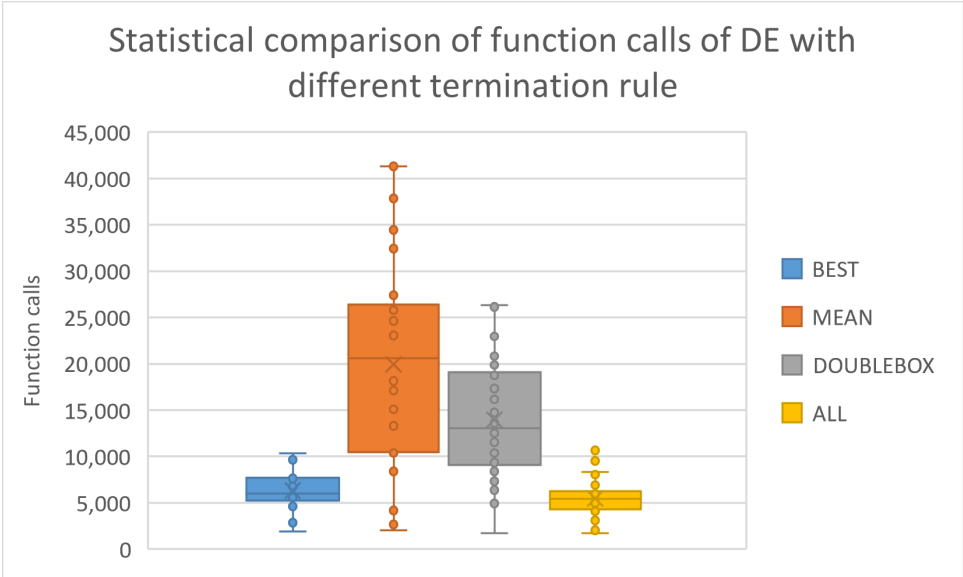 Statistical comparison of function calls of DE with
different termination rule
45,000
40,000
35,000
30,000
25,000
20,000
15,000
10,000
5,000
0
Function calls
BEST
MEAN
DOUBLEBOX
ALL